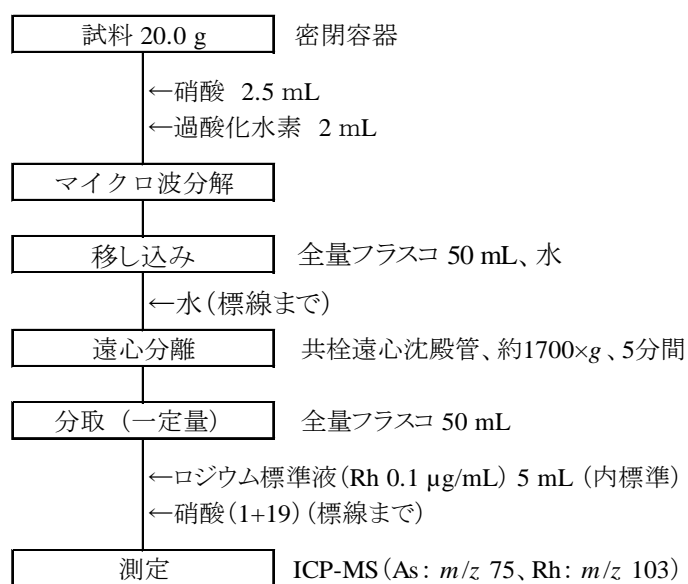 試料 20.0 g 密閉容器
←硝酸 2.5 mL
←過酸化水素 2 mL
マイクロ波分解
移し込み 全量フラスコ 50 mL、水
←水(標線まで)
遠心分離 共栓遠心沈殿管、約1700×g、5分間
分取 (一定量) 全量フラスコ 50 mL
←ロジウム標準液(Rh 0.1 µg/mL) 5 mL (内標準)
←硝酸(1+19)(標線まで)
測定 ICP-MS(As: m/z 75、Rh: m/z 103)